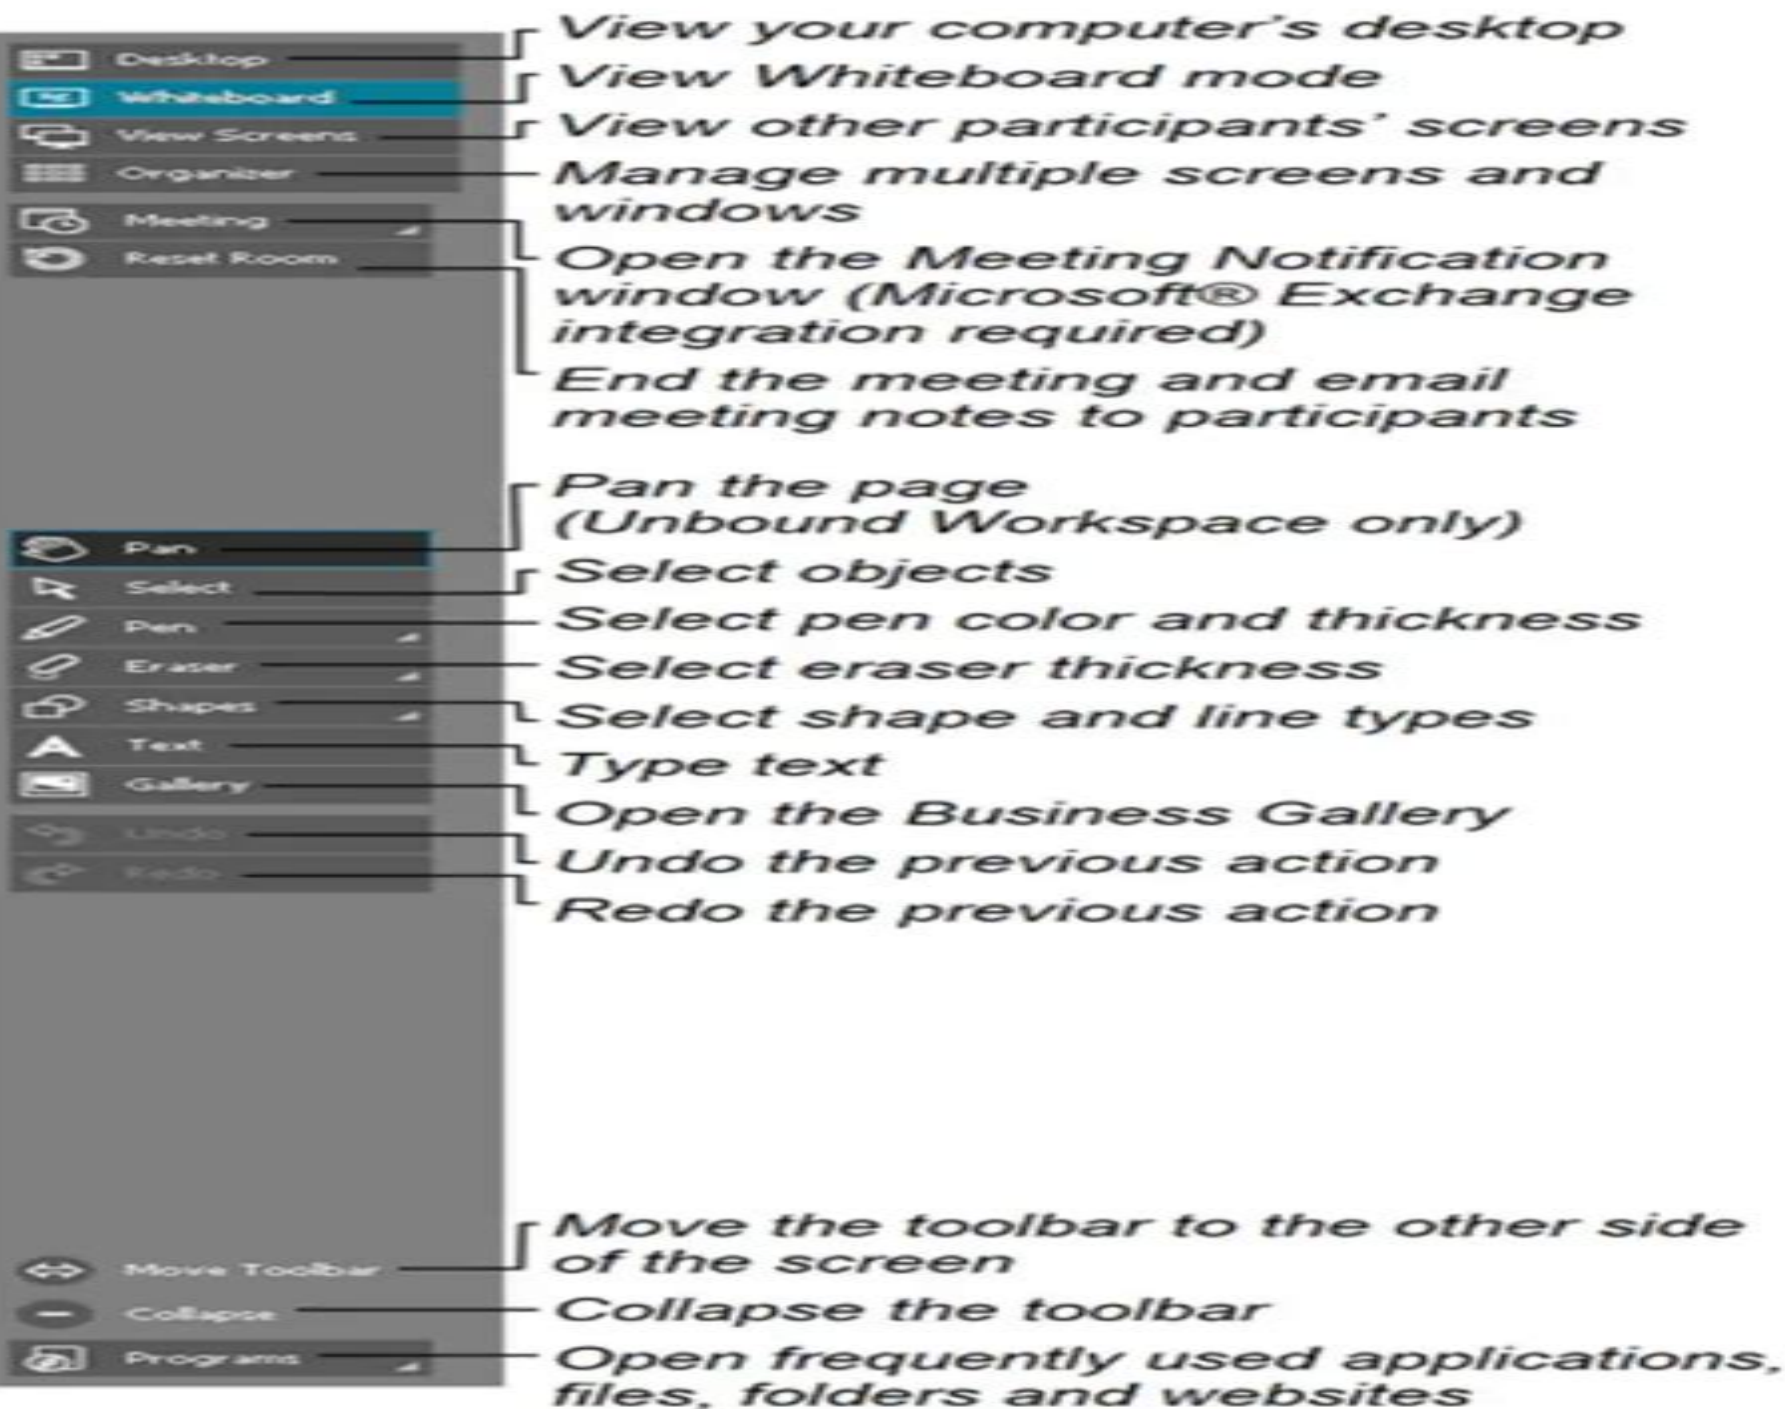 Desktop
View your computer's desktop
Whiteboard
View Whiteboard mode
View Screens
View other participants' screens
Organizer
Manage multiple screens and
windows
Meeting
Open the Meeting Notification
window (Microsoft® Exchange
integration required)
Reset Room
End the meeting and email
meeting notes to participants
Pan
Pan the page
(Unbound Workspace only)
Select
Select objects
Pen
Select pen color and thickness
Eraser
Select eraser thickness
Shapes
Select shape and line types
Text
Type text
Gallery
Open the Business Gallery
Undo
Undo the previous action
Redo
Redo the previous action
Move Toolbar
Move the toolbar to the other side
of the screen
Collapse
Collapse the toolbar
Programs
Open frequently used applications,
files, folders and websites